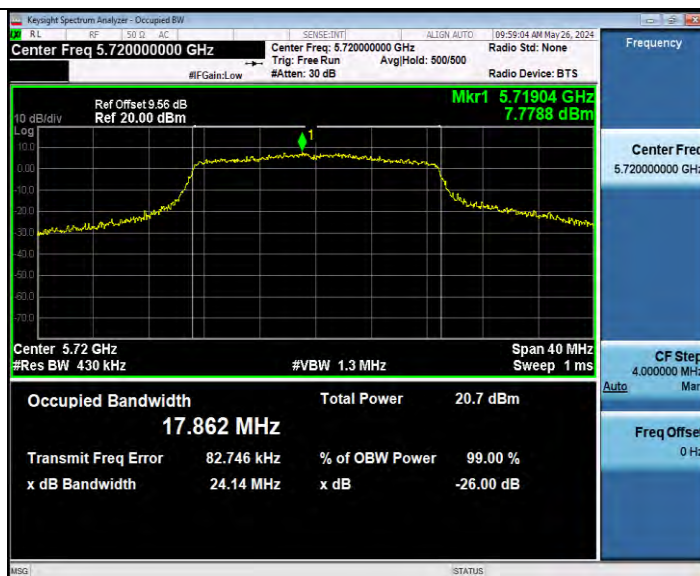 Keysight Spectrum Analyzer - Occupied BW
RL RF 50 Ω AC SENSE:INT ALIGN AUTO 09:59:04 AM May 26, 2024
Center Freq 5.720000000 GHz Center Freq: 5.720000000 GHz Radio Std: None
Trig: Free Run Avg|Hold: 500/500
#IFGain:Low #Atten: 30 dB Radio Device: BTS
Frequency
Ref Offset 9.56 dB Mkr1 5.71904 GHz
10 dB/div Ref 20.00 dBm 7.7788 dBm
Log
10.0
0.00
-10.0
-20.0
-30.0
-40.0
-50.0
-60.0
-70.0
1
Center 5.72 GHz Span 40 MHz
#Res BW 430 kHz #VBW 1.3 MHz Sweep 1 ms
Occupied Bandwidth Total Power 20.7 dBm
17.862 MHz
Transmit Freq Error 82.746 kHz % of OBW Power 99.00 %
x dB Bandwidth 24.14 MHz x dB -26.00 dB
Center Freq
5.720000000 GHz
CF Step
4.000000 MHz
Auto Man
Freq Offset
0 Hz
MSG STATUS